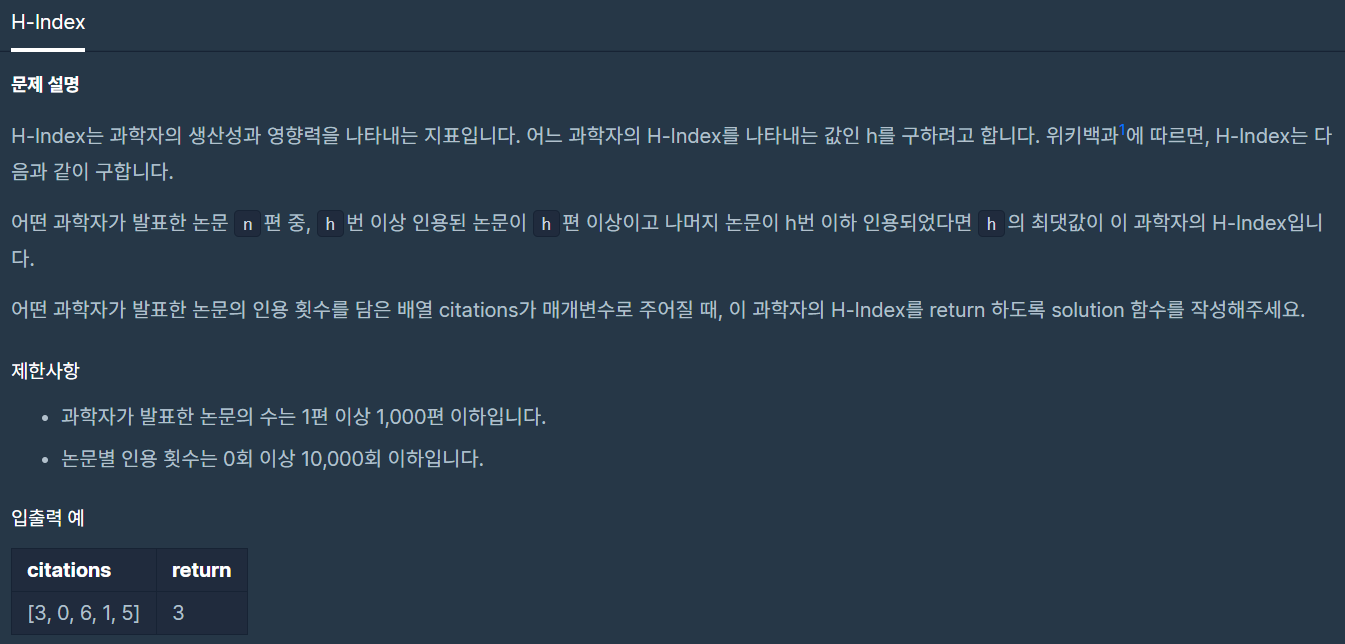 H-Index
문제 설명
H-Index는 과학자의 생산성과 영향력을 나타내는 지표입니다. 어느 과학자의 H-Index를 나타내는 값인 h를 구하려고 합니다. 위키백과1에 따르면, H-Index는 다
음과 같이 구합니다.
어떤 과학자가 발표한 논문 n 편 중, h 번 이상 인용된 논문이 h 편 이상이고 나머지 논문이 h번 이하 인용되었다면 h 의 최댓값이 이 과학자의 H-Index입니
다.
어떤 과학자가 발표한 논문의 인용 횟수를 담은 배열 citations가 매개변수로 주어질 때, 이 과학자의 H-Index를 return 하도록 solution 함수를 작성해주세요.
제한사항
• 과학자가 발표한 논문의 수는 1편 이상 1,000편 이하입니다.
• 논문별 인용 횟수는 0회 이상 10,000회 이하입니다.
입출력 예
citations return
[3, 0, 6, 1, 5] 3